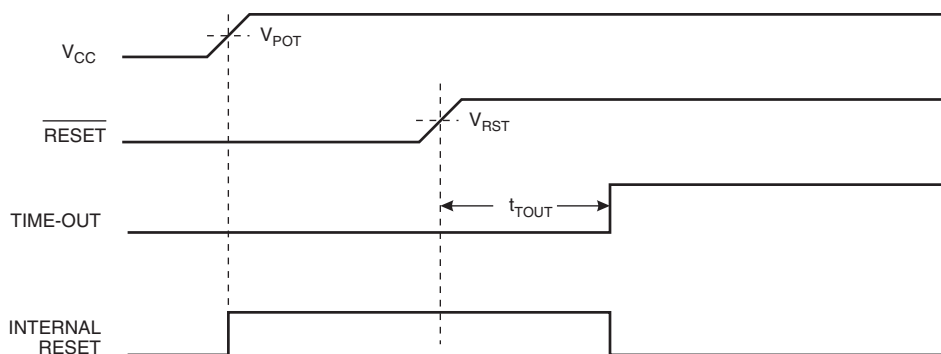 V_CC
V_POT
RESET
V_RST
TIME-OUT
t_TOUT
INTERNAL
RESET